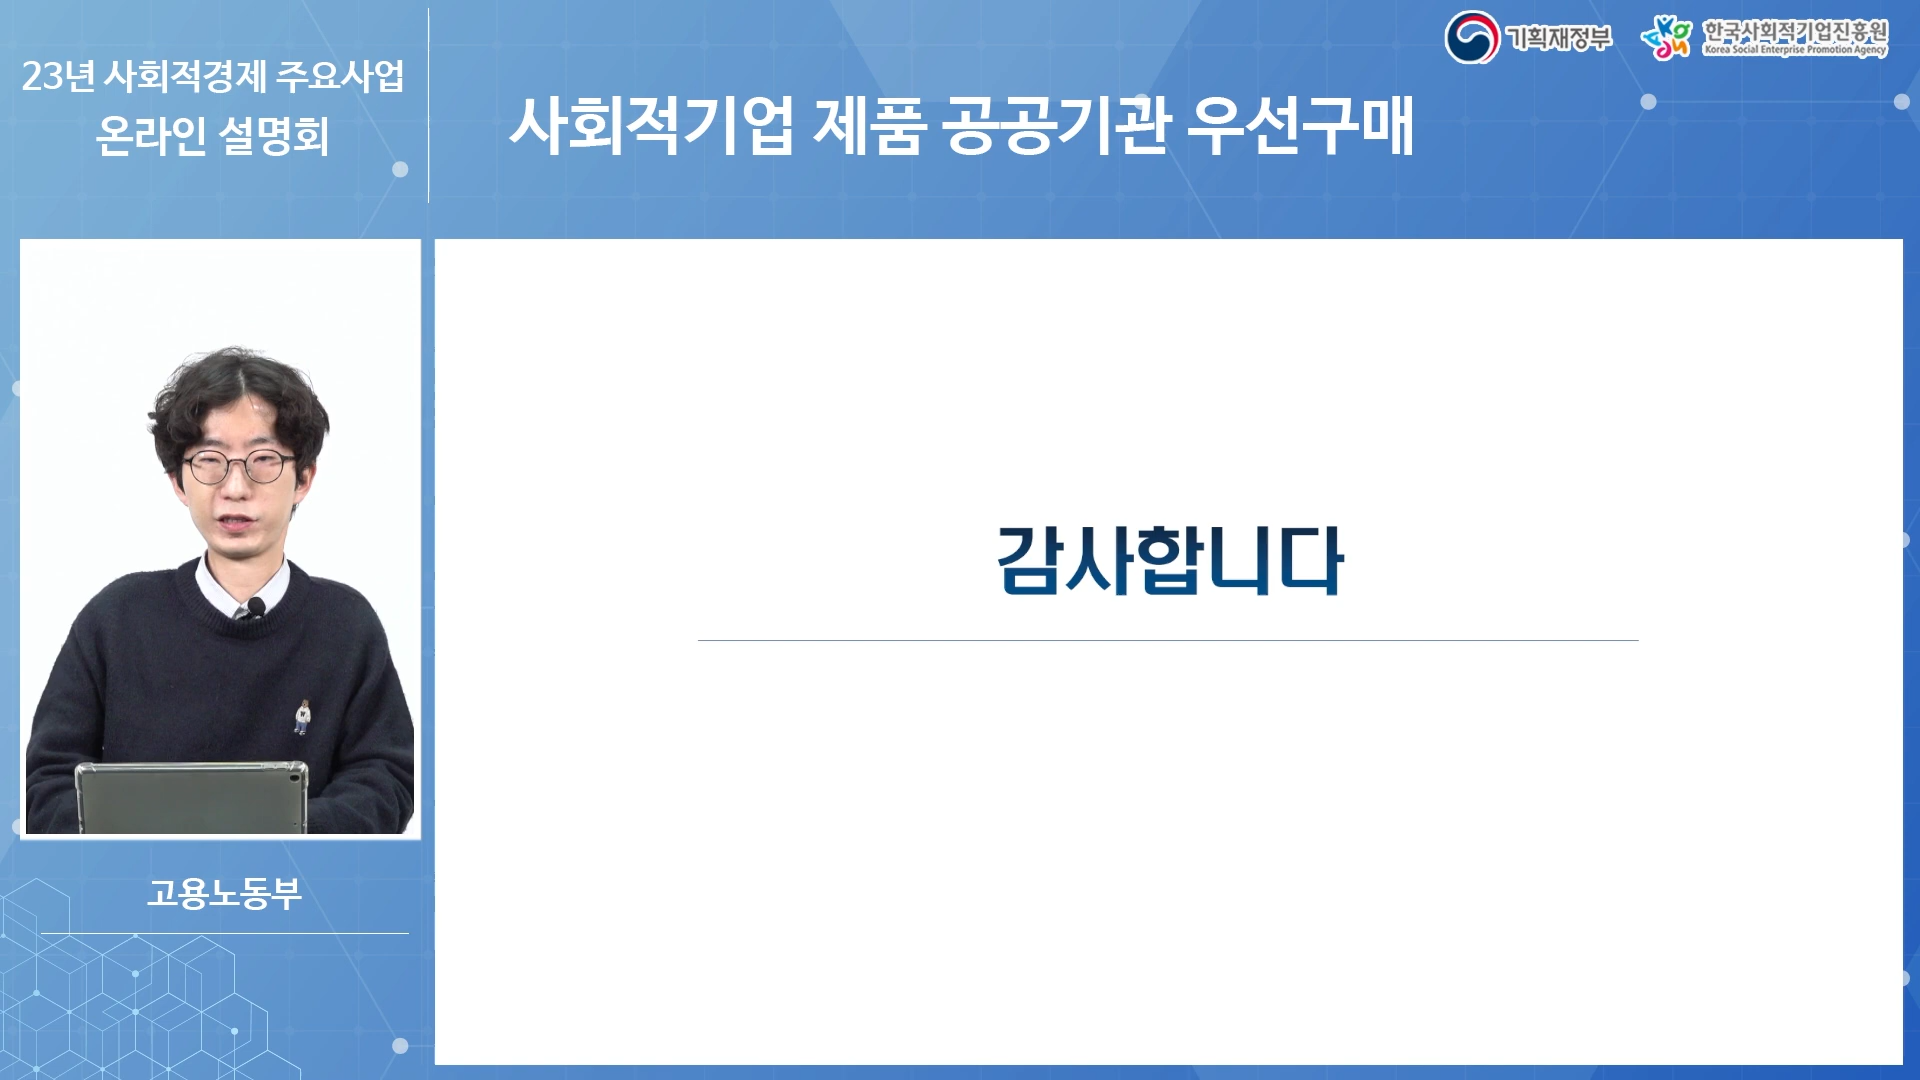 23년 사회적경제 주요사업
온라인 설명회
사회적기업 제품 공공기관 우선구매
기획재정부
한국사회적기업진흥원
Korea Social Enterprise Promotion Agency
감사합니다
고용노동부